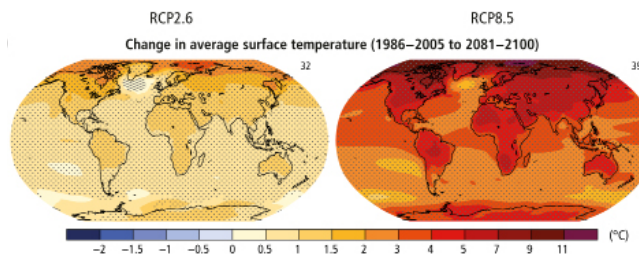 RCP2.6 RCP8.5
Change in average surface temperature (1986−2005 to 2081−2100)
32 39
(°C)
−2 −1.5 −1 −0.5 0 0.5 1 1.5 2 3 4 5 7 9 11